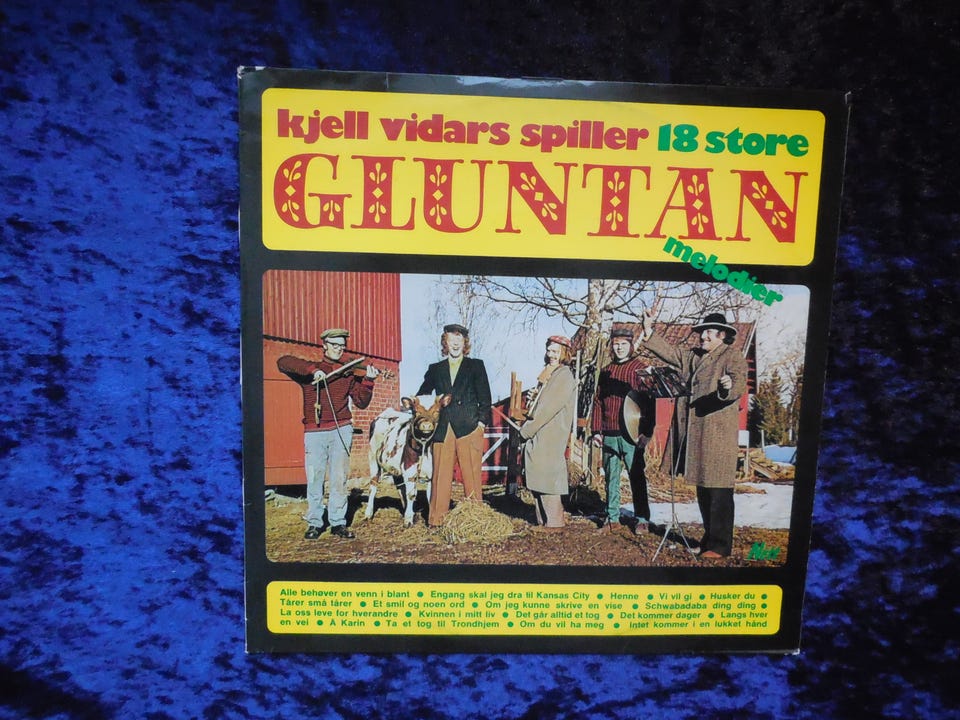 kjell vidars spiller 18 store
GLUNTAN
melodier
Alle behøver en venn i blant ● Engang skal jeg dra til Kansas City ● Henne ● Vi vil gi ● Husker du ●
Tårer små tårer ● Et smil og noen ord ● Om jeg kunne skrive en vise ● Schwabadaba ding ding ●
La oss leve for hverandre ● Kvinnen i mitt liv ● Det går alltid et tog ● Det kommer dager ● Langs hver
en vei ● Å Karin ● Ta et tog til Trondhjem ● Om du vil ha meg ● Intet kommer i en lukket hånd